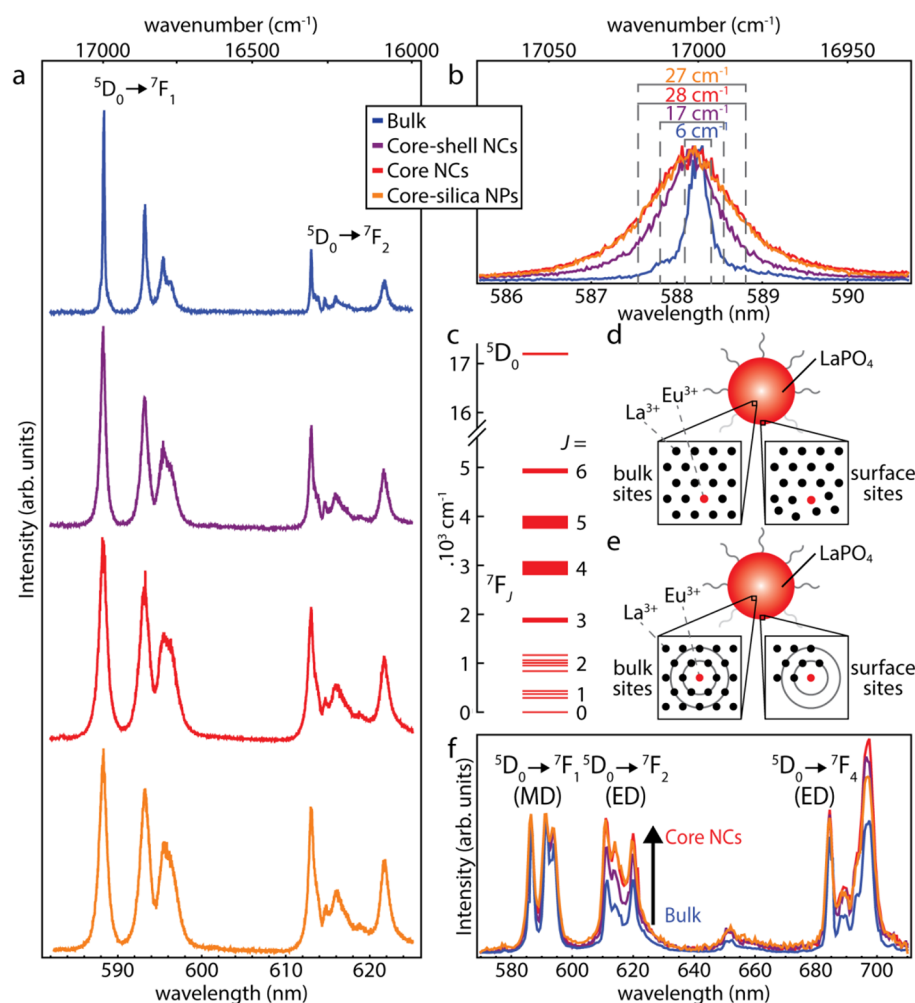 wavenumber (cm⁻¹)
17000 16500 16000
a
⁵D₀→⁷F₁
⁵D₀→⁷F₂
Bulk
Core-shell NCs
Core NCs
Core-silica NPs
Intensity (arb. units)
590 600 610 620
wavelength (nm)
wavenumber (cm⁻¹)
17050 17000 16950
b
27 cm⁻¹
28 cm⁻¹
17 cm⁻¹
6 cm⁻¹
586 587 588 589 590
wavelength (nm)
c
⁵D₀
17
16
J =
6
5
4
3
2
1
0
5
4
3
2
1
0
.10³ cm⁻¹
⁷F_J
d
LaPO₄
Eu³⁺
La³⁺
bulk
sites
surface
sites
e
LaPO₄
Eu³⁺
La³⁺
bulk
sites
surface
sites
f
⁵D₀→⁷F₁ ⁵D₀→⁷F₂ ⁵D₀→⁷F₄
(MD) (ED) (ED)
Core NCs
Bulk
Intensity (arb. units)
580 600 620 640 660 680 700
wavelength (nm)